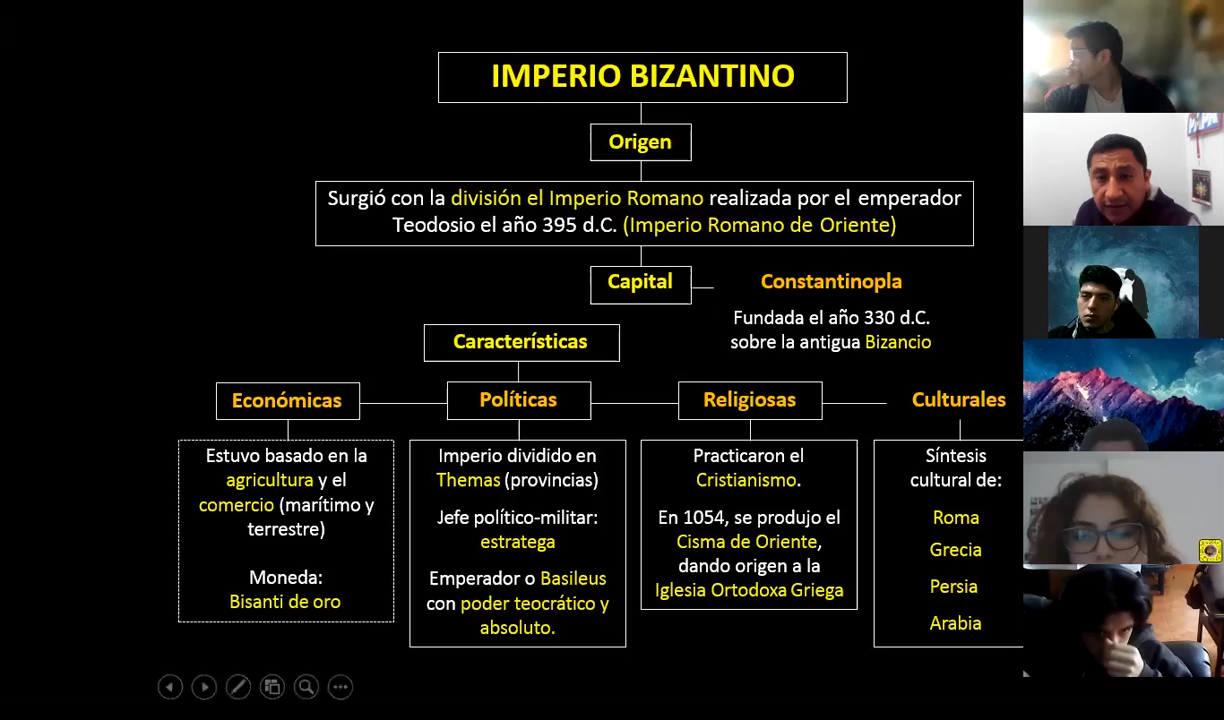 IMPERIO BIZANTINO
Origen
Surgió con la división el Imperio Romano realizada por el emperador
Teodosio el año 395 d.C. (Imperio Romano de Oriente)
Capital
Constantinopla
Fundada el año 330 d.C.
sobre la antigua Bizancio
Características
Económicas
Políticas
Religiosas
Culturales
Estuvo basado en la
agricultura y el
comercio (marítimo y
terrestre)
Moneda:
Bisanti de oro
Imperio dividido en
Themas (provincias)
Jefe político-militar:
estratega
Emperador o Basileus
con poder teocrático y
absoluto.
Practicaron el
Cristianismo.
En 1054, se produjo el
Cisma de Oriente,
dando origen a la
Iglesia Ortodoxa Griega
Síntesis
cultural de:
Roma
Grecia
Persia
Arabia